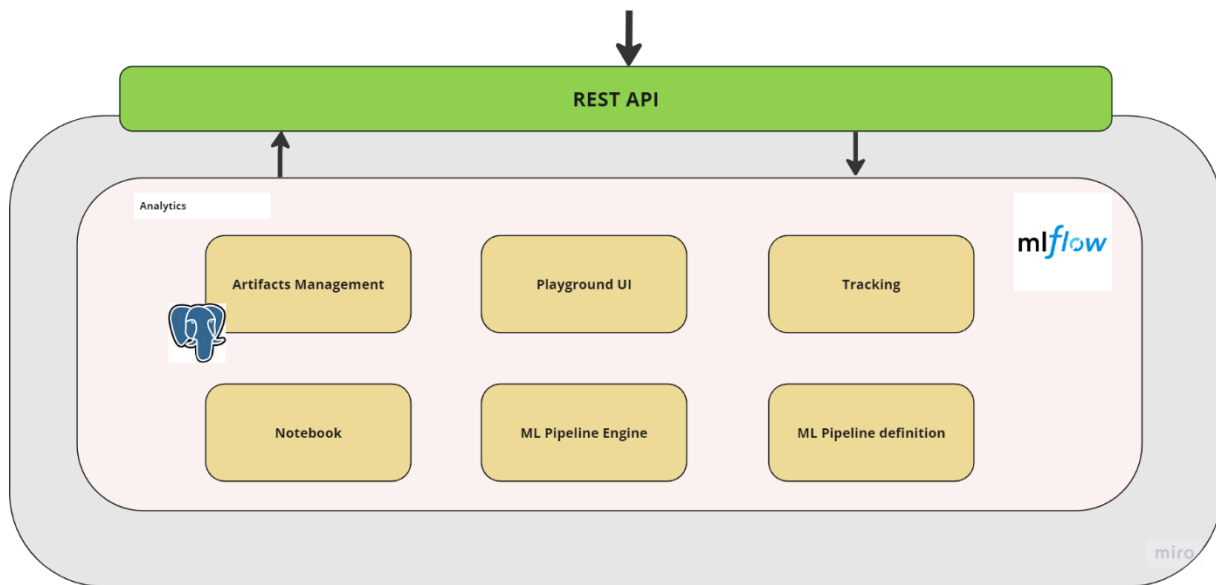 REST API
Analytics
mlflow
Artifacts Management
Playground UI
Tracking
Notebook
ML Pipeline Engine
ML Pipeline definition
miro